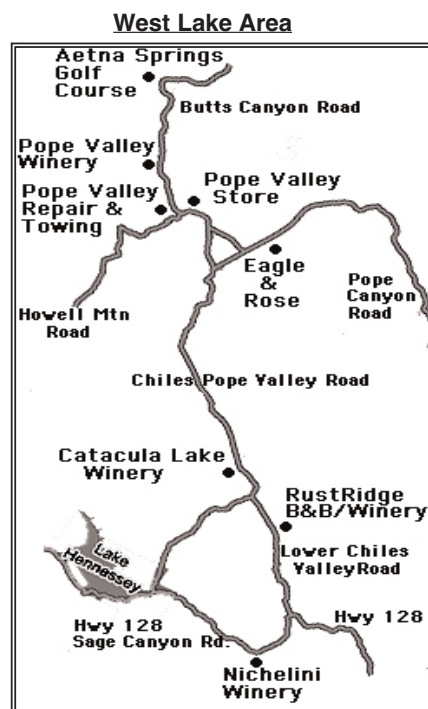 West Lake Area
Aetna Springs
Golf
Course
Butts Canyon Road
Pope Valley
Winery
Pope Valley
Store
Pope Valley
Repair &
Towing
Eagle
&
Rose
Pope
Canyon
Road
Howell Mtn
Road
Chiles Pope Valley Road
Catacula Lake
Winery
RustRidge
B&B/Winery
Lower Chiles
Valley Road
Lake
Hennessey
Hwy 128
Sage Canyon Rd.
Hwy 128
Nichelini
Winery